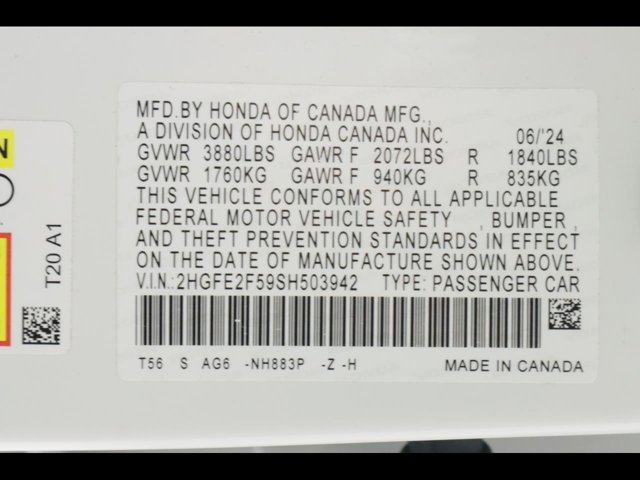 MFD.BY HONDA OF CANADA MFG.,
A DIVISION OF HONDA CANADA INC. 06/'24
GVWR 3880LBS GAWR F 2072LBS R 1840LBS
GVWR 1760KG GAWR F 940KG R 835KG
THIS VEHICLE CONFORMS TO ALL APPLICABLE
FEDERAL MOTOR VEHICLE SAFETY , BUMPER ,
AND THEFT PREVENTION STANDARDS IN EFFECT
ON THE DATE OF MANUFACTURE SHOWN ABOVE.
V.I.N.:2HGFE2F59SH503942 TYPE: PASSENGER CAR
T56 S AG6 -NH883P -Z -H MADE IN CANADA
T20 A1
N